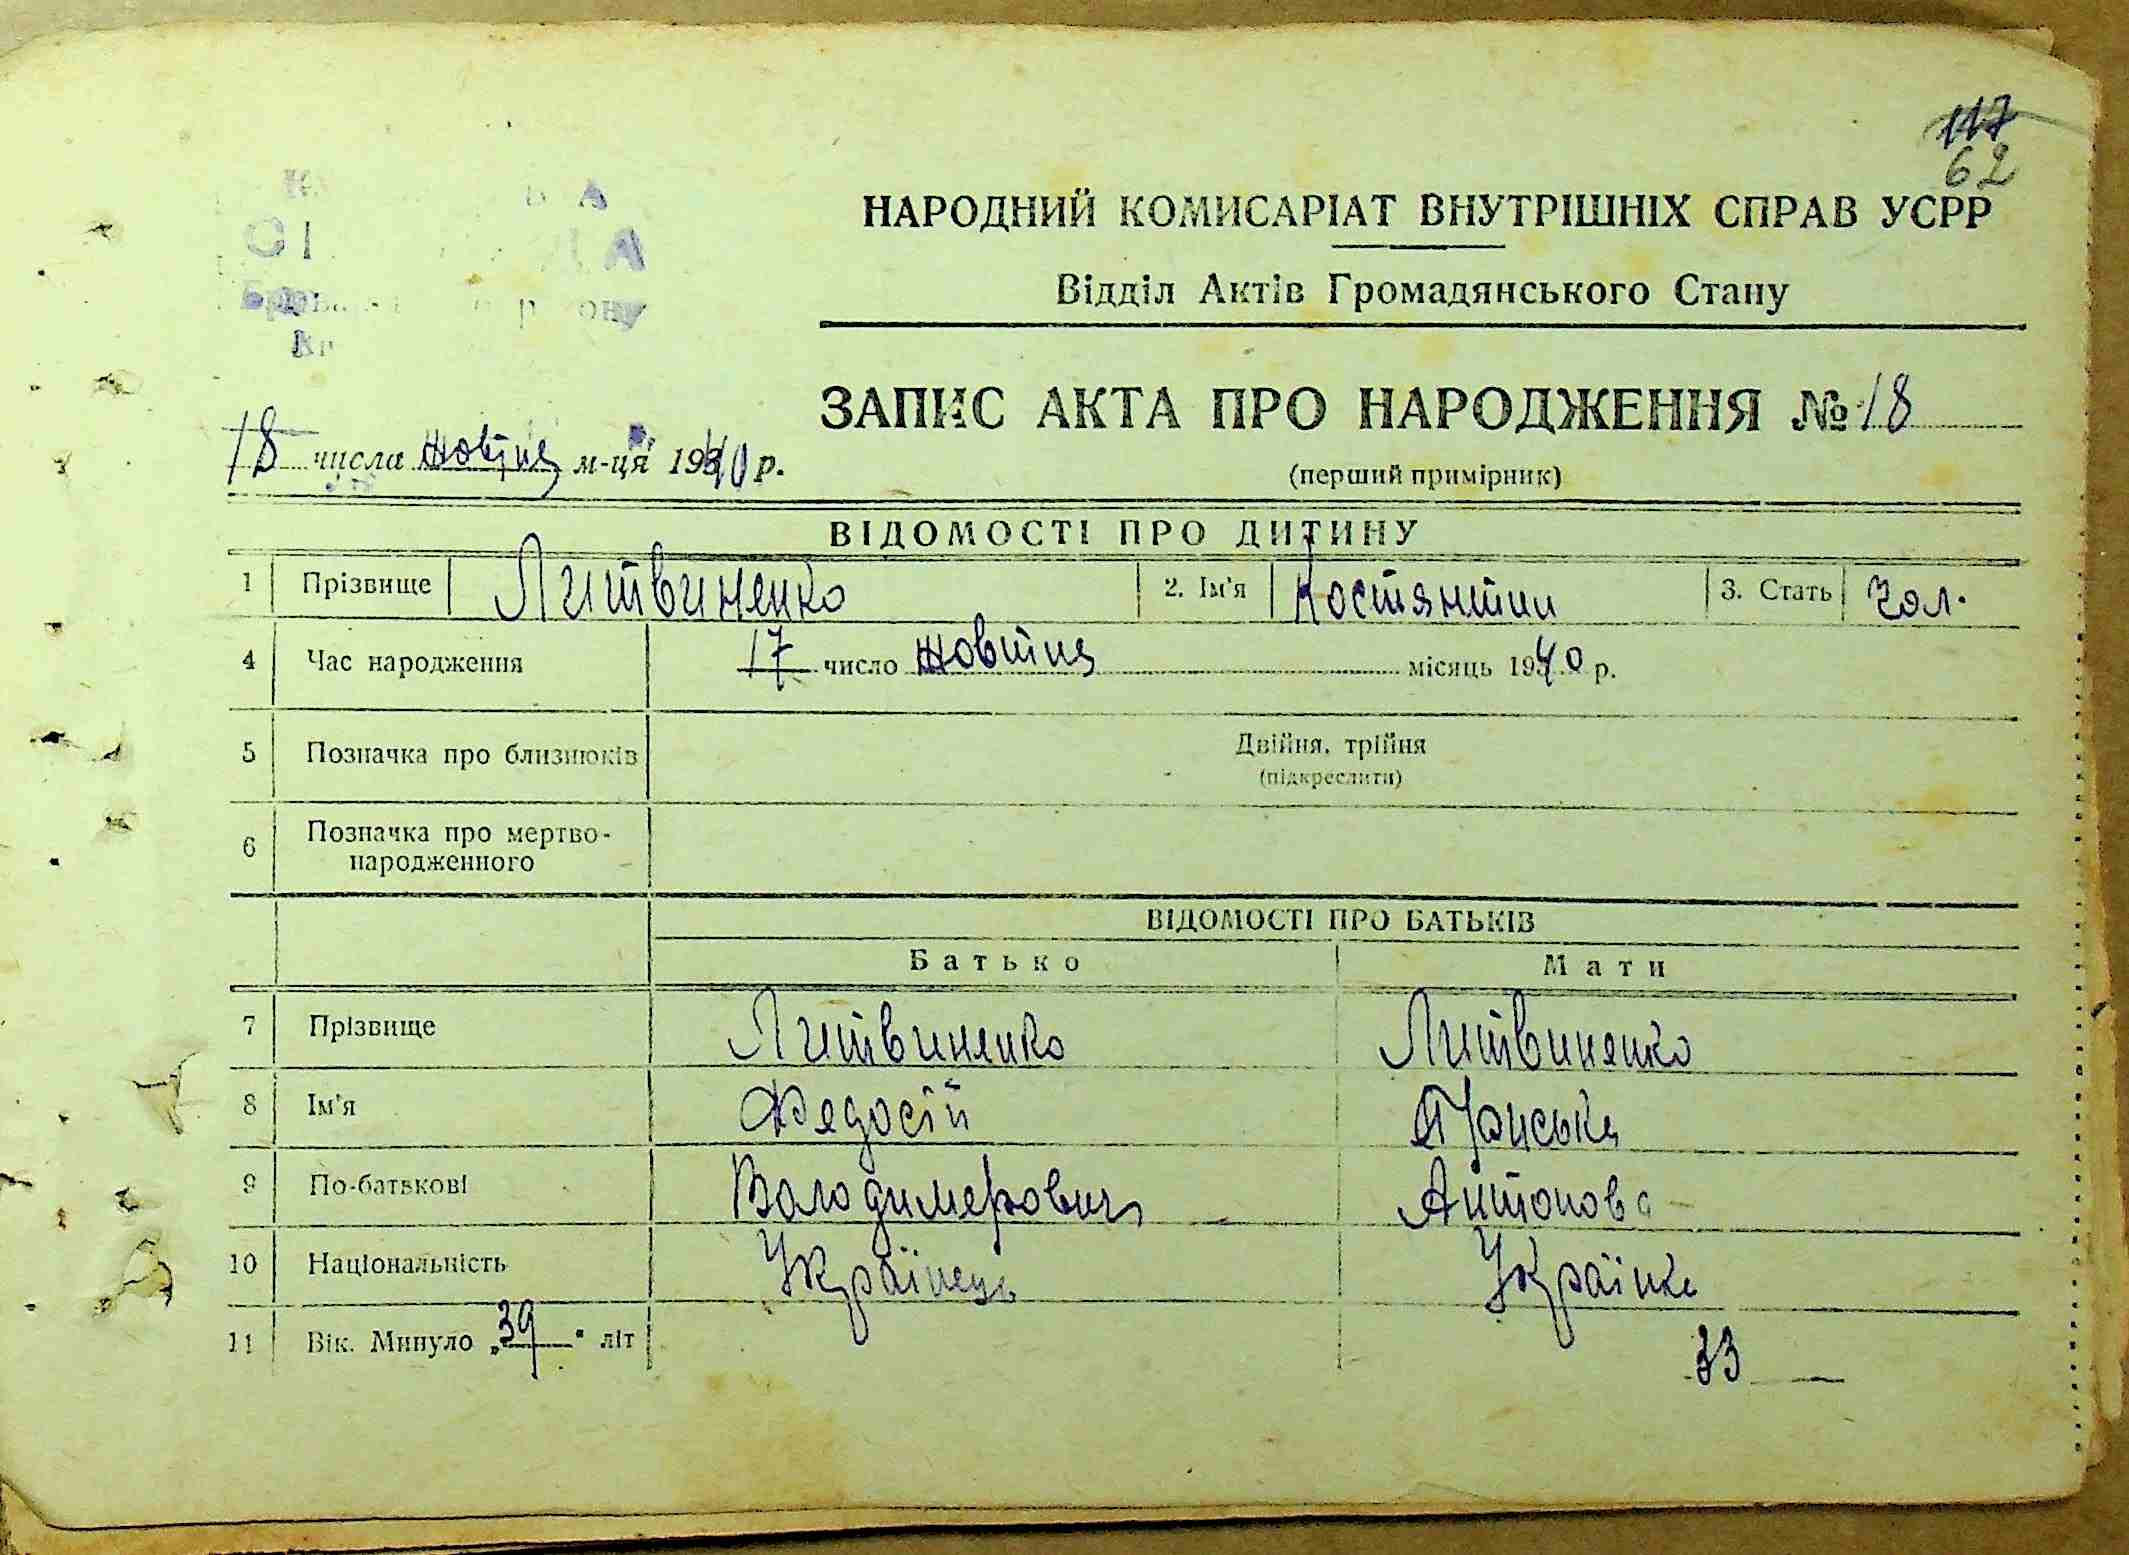 117
62
НАРОДНИЙ КОМИСАРІАТ ВНУТРІШНІХ СПРАВ УСРР
Відділ Актів Громадянського Стану
ЗАПИС АКТА ПРО НАРОДЖЕННЯ № 18
18 числа жовтня м-ця 1940 р.
(перший примірник)
ВІДОМОСТІ ПРО ДИТИНУ
1 Прізвище Литвиненко 2. Ім'я Костянтин 3. Стать чол.
4 Час народження 17 число жовтня місяць 1940 р.
5 Позначка про близнюків Двійня, трійня
(підкреслити)
6 Позначка про мертво-
народженного
ВІДОМОСТІ ПРО БАТЬКІВ
Батько Мати
7 Прізвище Литвиненко Литвиненко
8 Ім'я Федосій
9 По-батькові Володимерович Антонова
10 Національність Українець Українка
11 Вік. Минуло „39" літ 33